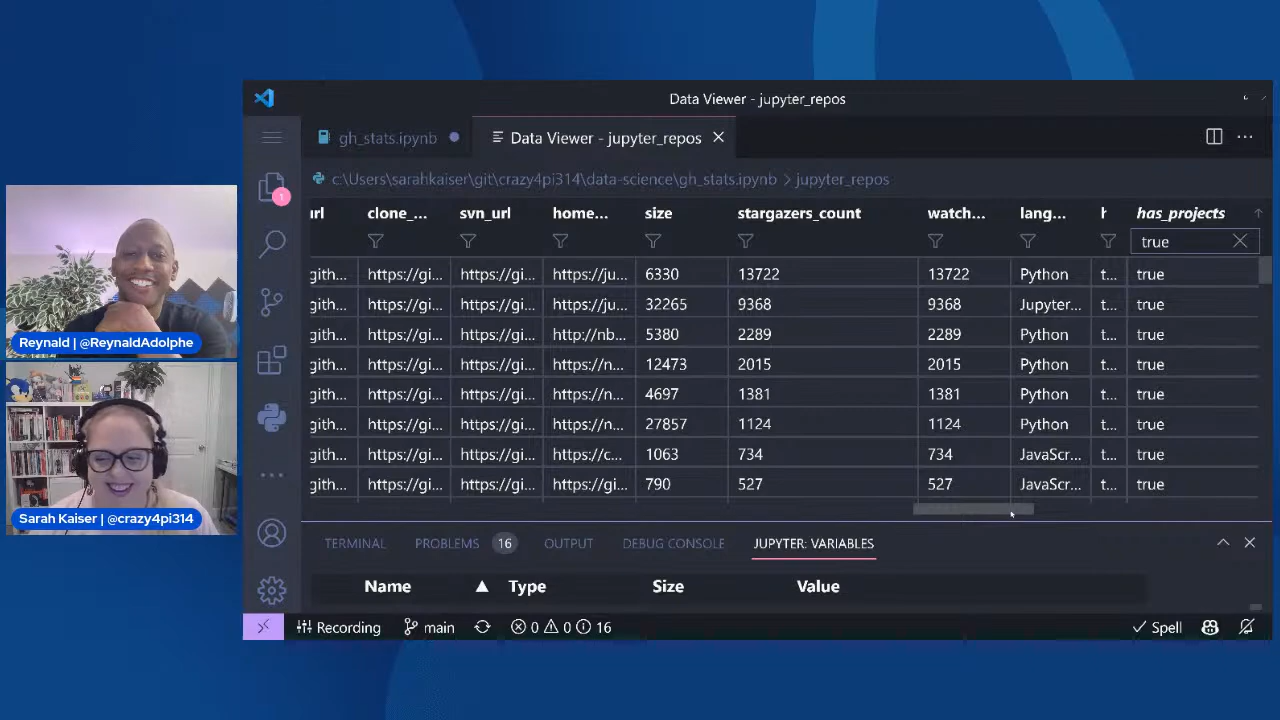 Data Viewer - jupyter_repos
gh_stats.ipynb
Data Viewer - jupyter_repos
c:\Users\sarahkaiser\git\crazy4pi314\data-science\gh_stats.ipynb > jupyter_repos
1
url clone_... svn_url home... size stargazers_count watch... lang... h has_projects
true
gith... https://gi... https://gi... https://ju... 6330 13722 13722 Python t... true
gith... https://gi... https://gi... https://ju... 32265 9368 9368 Jupyter... t... true
gith... https://gi... https://gi... http://nb... 5380 2289 2289 Python t... true
gith... https://gi... https://gi... https://n... 12473 2015 2015 Python t... true
gith... https://gi... https://gi... https://n... 4697 1381 1381 Python t... true
gith... https://gi... https://gi... https://n... 27857 1124 1124 Python t... true
gith... https://gi... https://gi... https://c... 1063 734 734 JavaScr... t... true
gith... https://gi... https://gi... https://gi... 790 527 527 JavaScr... t... true
Reynald | @ReynaldAdolphe
Sarah Kaiser | @crazy4pi314
TERMINAL PROBLEMS 16 OUTPUT DEBUG CONSOLE JUPYTER: VARIABLES
Name Type Size Value
Recording main 0 0 16 Spell